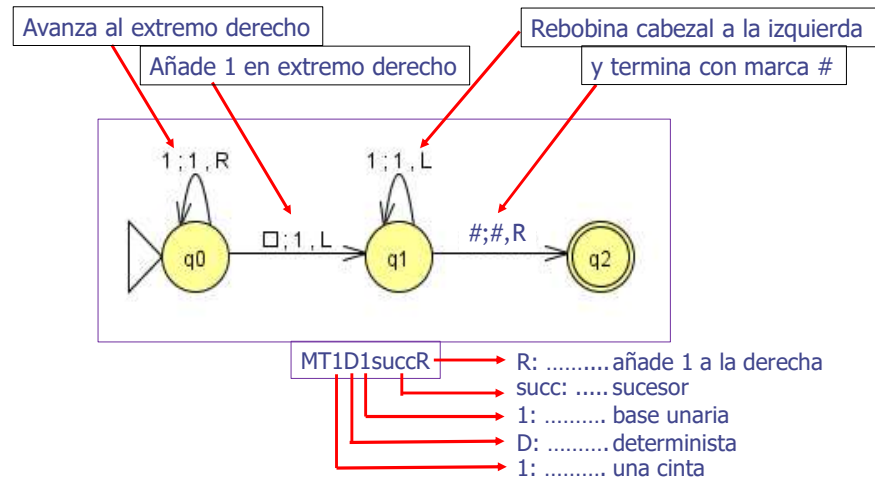 Avanza al extremo derecho
Rebobina cabezal a la izquierda
Añade 1 en extremo derecho
y termina con marca #
1;1,R
1;1,L
□;1,L
#;#,R
q0
q1
q2
MT1D1succR
R: .......... añade 1 a la derecha
succ: ..... sucesor
1: .......... base unaria
D: .......... determinista
1: .......... una cinta